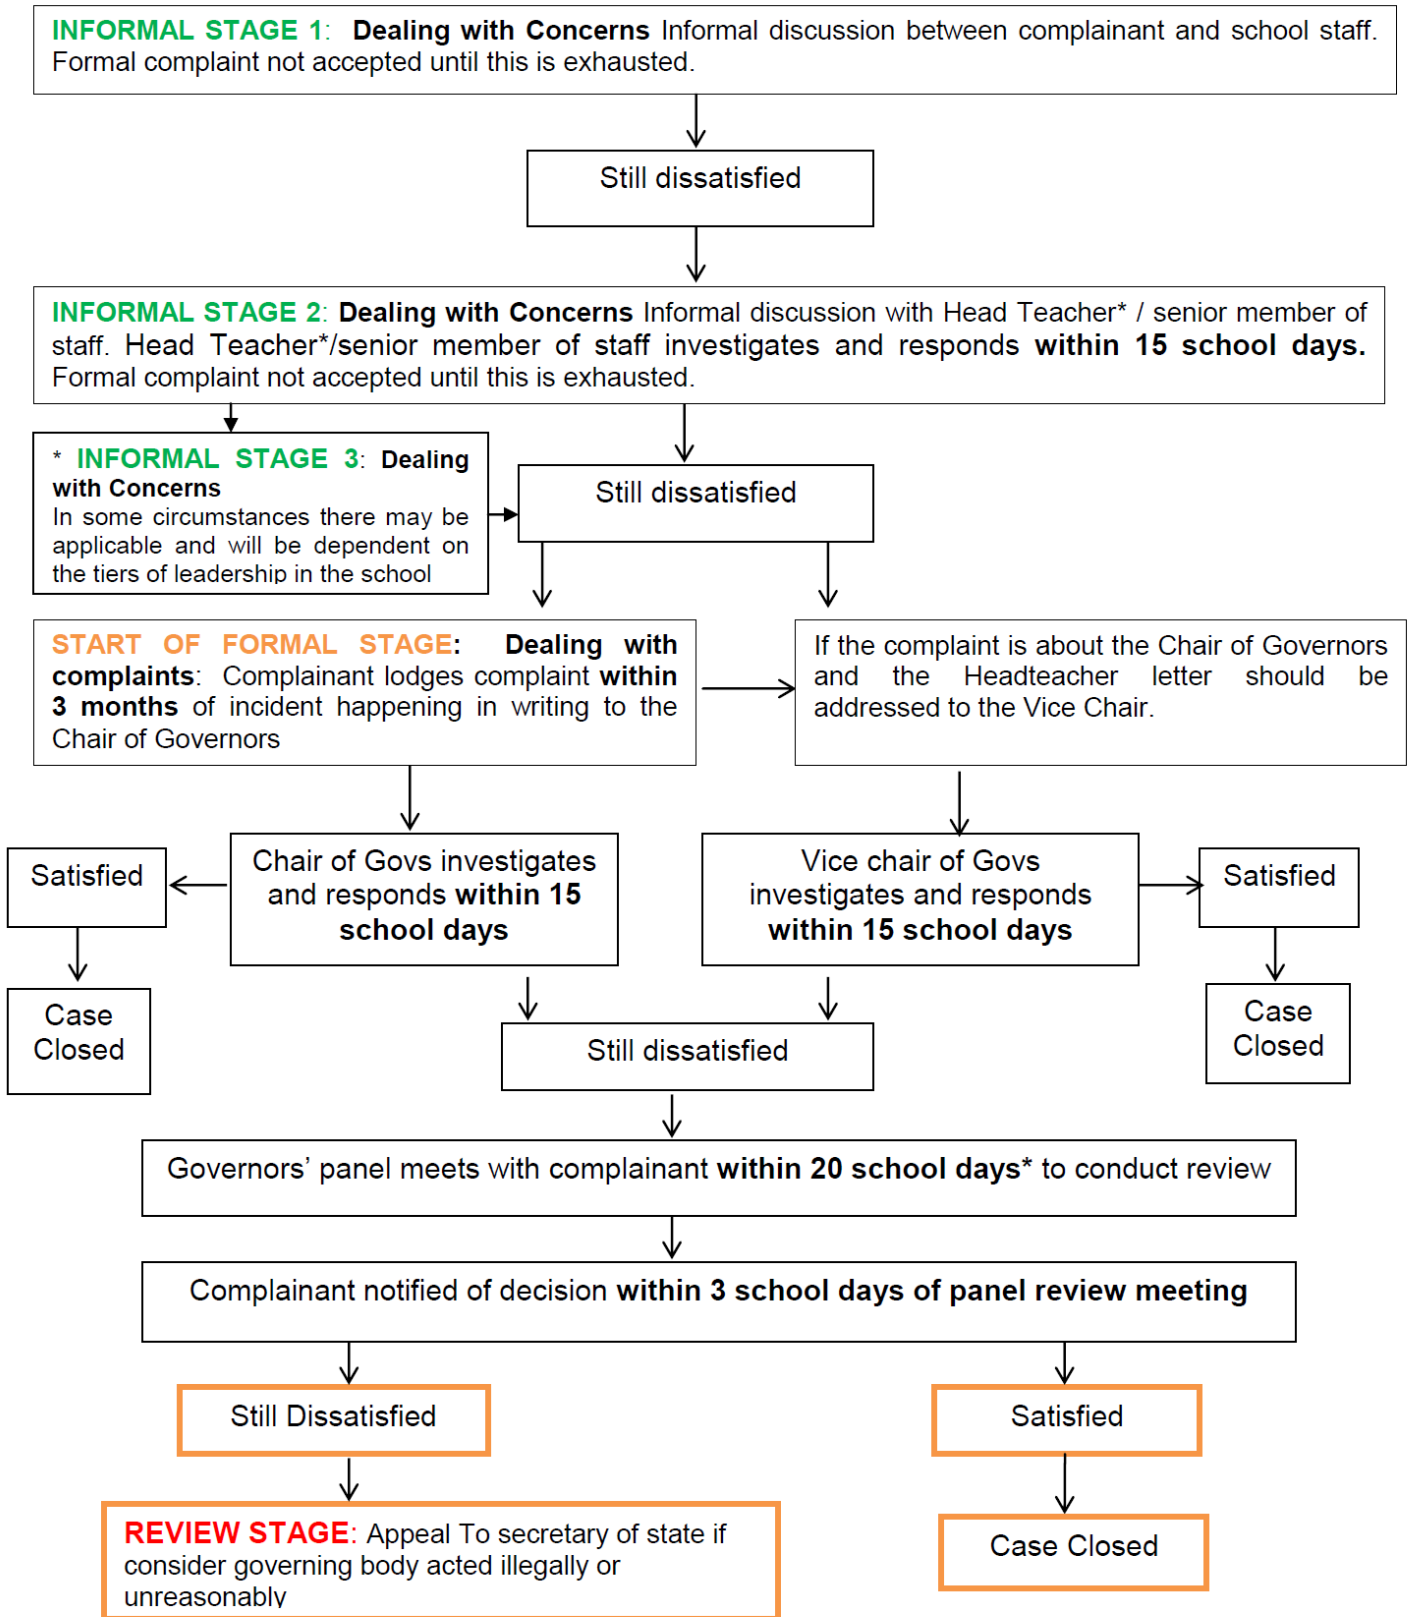 INFORMAL STAGE 1: Dealing with Concerns Informal discussion between complainant and school staff.
Formal complaint not accepted until this is exhausted.
Still dissatisfied
INFORMAL STAGE 2: Dealing with Concerns Informal discussion with Head Teacher* / senior member of
staff. Head Teacher*/senior member of staff investigates and responds within 15 school days.
Formal complaint not accepted until this is exhausted.
* INFORMAL STAGE 3: Dealing
with Concerns
In some circumstances there may be
applicable and will be dependent on
the tiers of leadership in the school
Still dissatisfied
START OF FORMAL STAGE: Dealing with
complaints: Complainant lodges complaint within
3 months of incident happening in writing to the
Chair of Governors
If the complaint is about the Chair of Governors
and the Headteacher letter should be
addressed to the Vice Chair.
Satisfied
Chair of Govs investigates
and responds within 15
school days
Vice chair of Govs
investigates and responds
within 15 school days
Satisfied
Case
Closed
Still dissatisfied
Case
Closed
Governors’ panel meets with complainant within 20 school days* to conduct review
Complainant notified of decision within 3 school days of panel review meeting
Still Dissatisfied
Satisfied
REVIEW STAGE: Appeal To secretary of state if
consider governing body acted illegally or
unreasonably
Case Closed